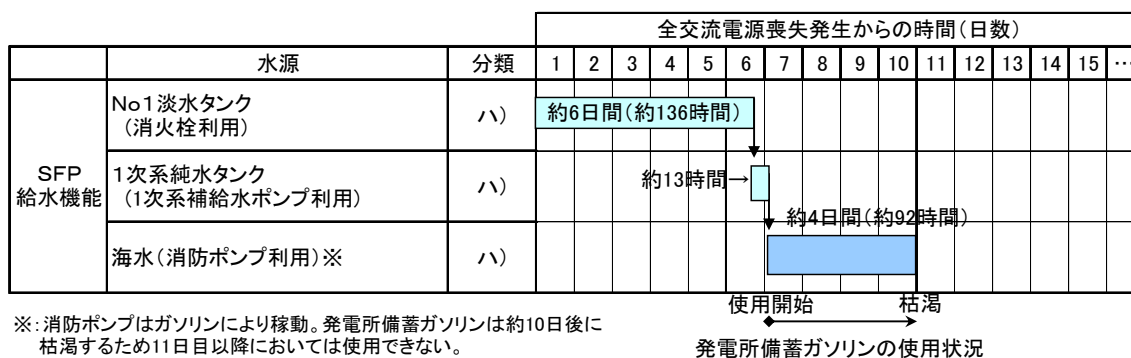 全交流電源喪失発生からの時間(日数)
水源 分類 1 2 3 4 5 6 7 8 9 10 11 12 13 14 15 …
SFP
給水機能
No1淡水タンク
(消火栓利用)
ハ)
約6日間(約136時間)
1次系純水タンク
(1次系補給水ポンプ利用)
ハ)
約13時間→
海水(消防ポンプ利用)※
ハ)
約4日間(約92時間)
使用開始 枯渇
発電所備蓄ガソリンの使用状況
※:消防ポンプはガソリンにより稼動。発電所備蓄ガソリンは約10日後に
枯渇するため11日目以降においては使用できない。